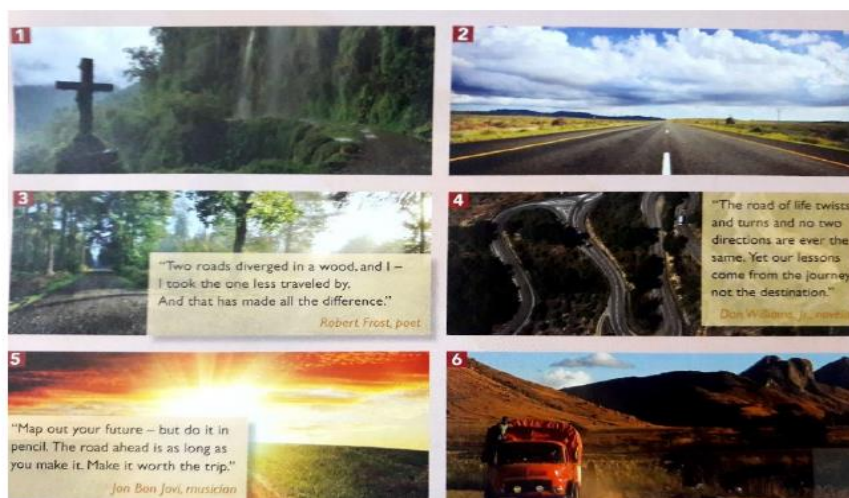 1
2
3
"Two roads diverged in a wood, and I –
I took the one less traveled by,
And that has made all the difference."
Robert Frost, poet
4
"The road of life twists
and turns and no two
directions are ever the
same. Yet our lessons
come from the journey,
not the destination."
Don Williams, Jr., novelist
5
"Map out your future – but do it in
pencil. The road ahead is as long as
you make it. Make it worth the trip."
Jon Bon Jovi, musician
6